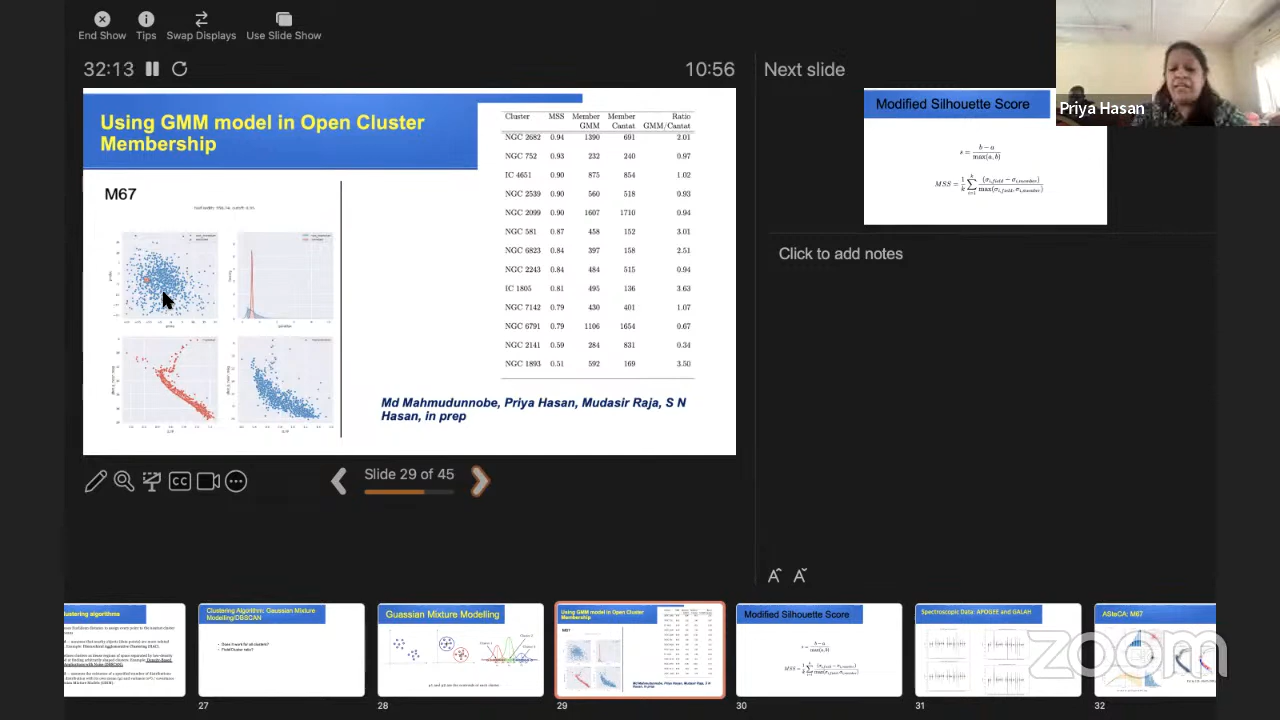 End Show
Tips
Swap Displays
Use Slide Show
32:13
10:56
Next slide
Priya Hasan
Using GMM model in Open Cluster
Membership
M67
Cluster MSS Member GMM Member Cantat Ratio GMM/Cantat
NGC 2682 0.94 1390 691 2.01
NGC 752 0.93 232 240 0.97
IC 4651 0.90 875 854 1.02
NGC 2539 0.90 560 518 0.93
NGC 2099 0.90 1607 1710 0.94
NGC 581 0.87 458 152 3.01
NGC 6823 0.84 397 158 2.51
NGC 2243 0.84 484 515 0.94
IC 1805 0.81 495 136 3.63
NGC 7142 0.79 430 401 1.07
NGC 6791 0.79 1106 1654 0.67
NGC 2141 0.59 284 831 0.34
NGC 1893 0.51 592 169 3.50
Md Mahmudunnobe, Priya Hasan, Mudasir Raja, S N
Hasan, in prep
Modified Silhouette Score
s = b − a / max(a, b)
Click to add notes
CC
Slide 29 of 45
A A
lustering algorithms
Clustering Algorithm: Gaussian Mixture
Modelling/DBSCAN
Guassian Mixture Modelling
Using GMM model in Open Cluster
Membership
M67
Modified Silhouette Score
Spectroscopic Data: APOGEE and GALAH
ASteCA: M67
zoom
27
28
29
30
31
32